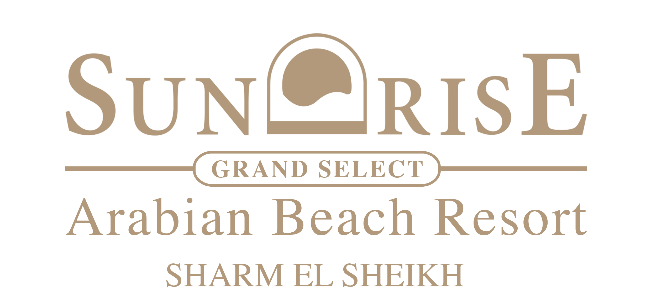 SUNRISE
GRAND SELECT
Arabian Beach Resort
SHARM EL SHEIKH